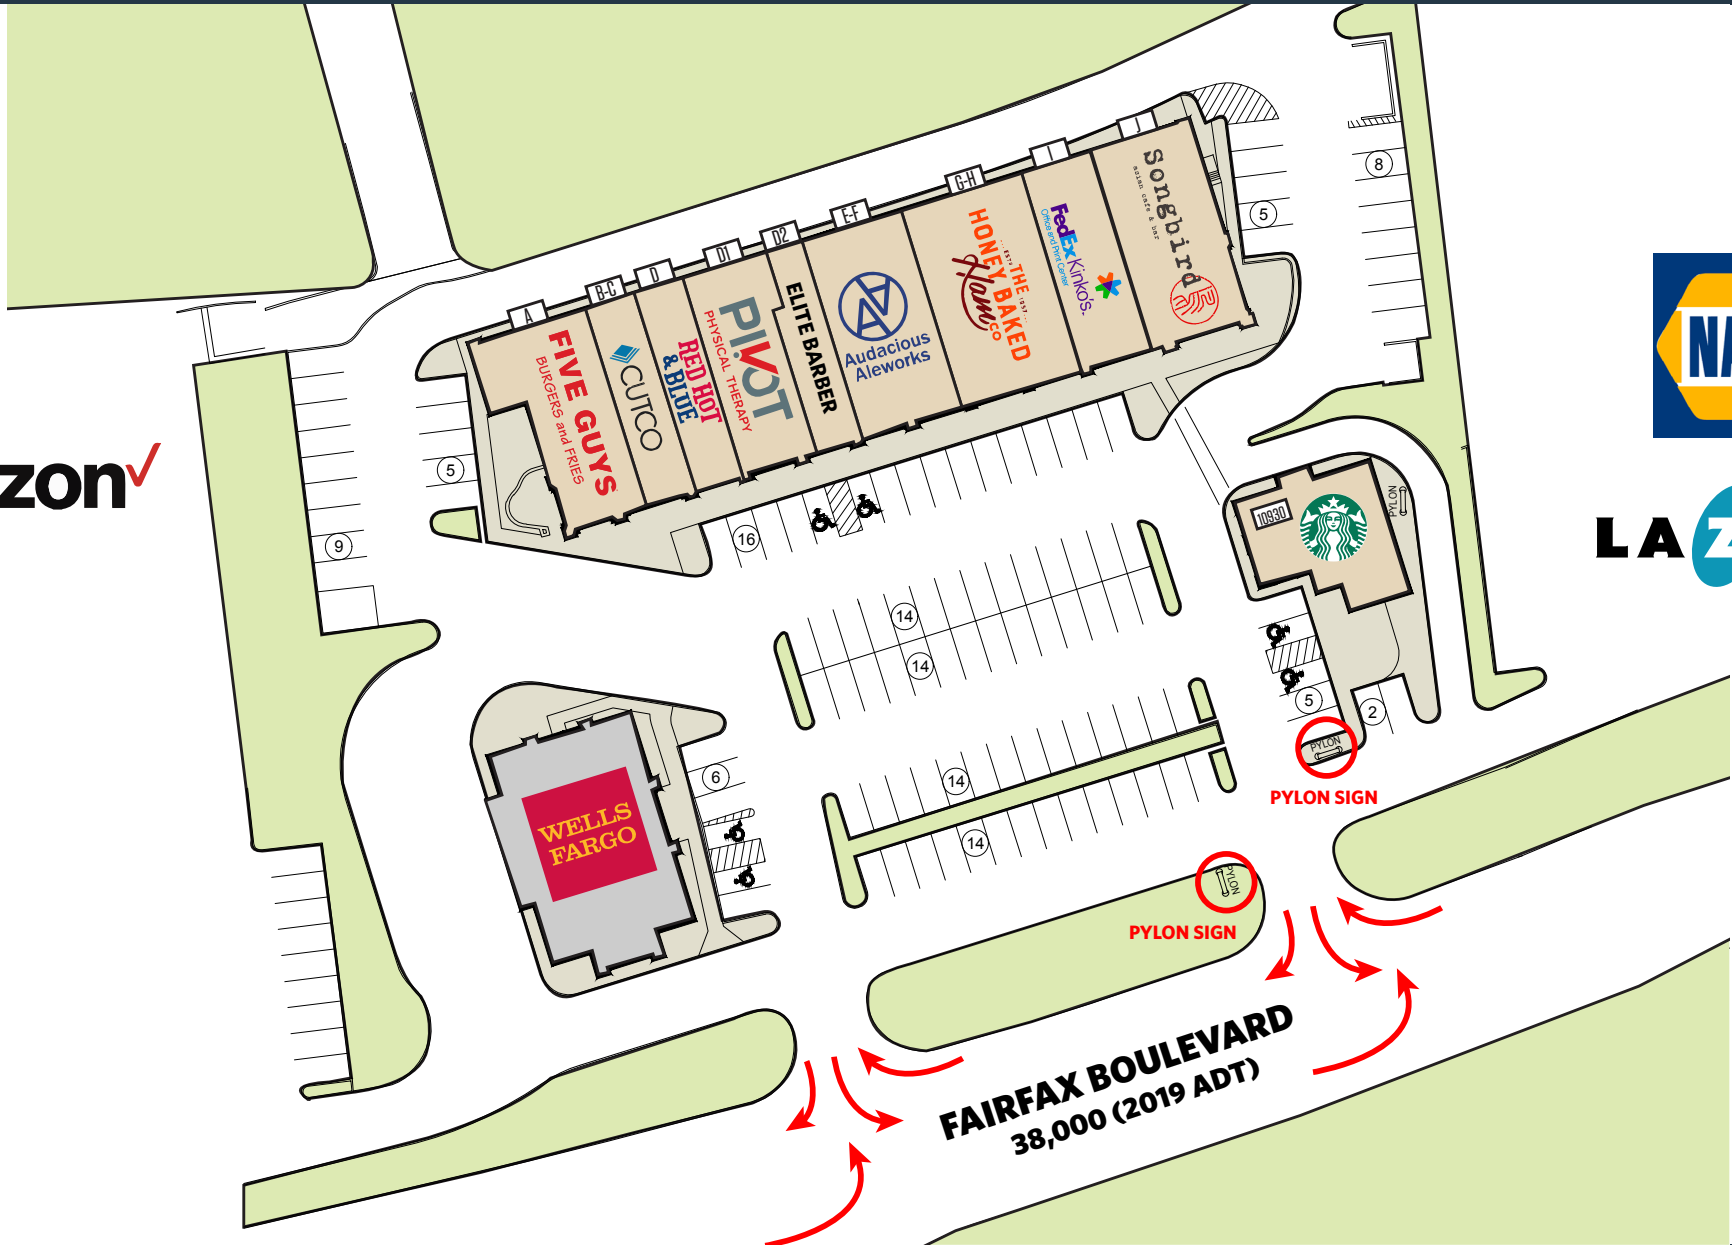 J
I
G-H
E-F
D2
D1
D
B-C
A
8
5
Songbird
asian cafe & bar
FedEx Kinko's.
Office and Print Center
THE
HONEY BAKED
Ham
CO
Audacious
Aleworks
ELITE BARBER
PIVOT
PHYSICAL THERAPY
RED HOT
& BLUE
CUTCO
FIVE GUYS
BURGERS and FRIES
NA
zon
LA Z
5
9
16
10930
PYLON
14
14
5
2
PYLON
PYLON SIGN
6
14
14
WELLS
FARGO
PYLON
PYLON SIGN
FAIRFAX BOULEVARD
38,000 (2019 ADT)